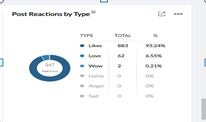 Post Reactions by Type
TYPE TOTAL %
Likes 883 93.24%
Love 62 6.55%
Wow 2 0.21%
947
Reactions
HaHa 0 0%
Anger 0 0%
Sad 0 0%